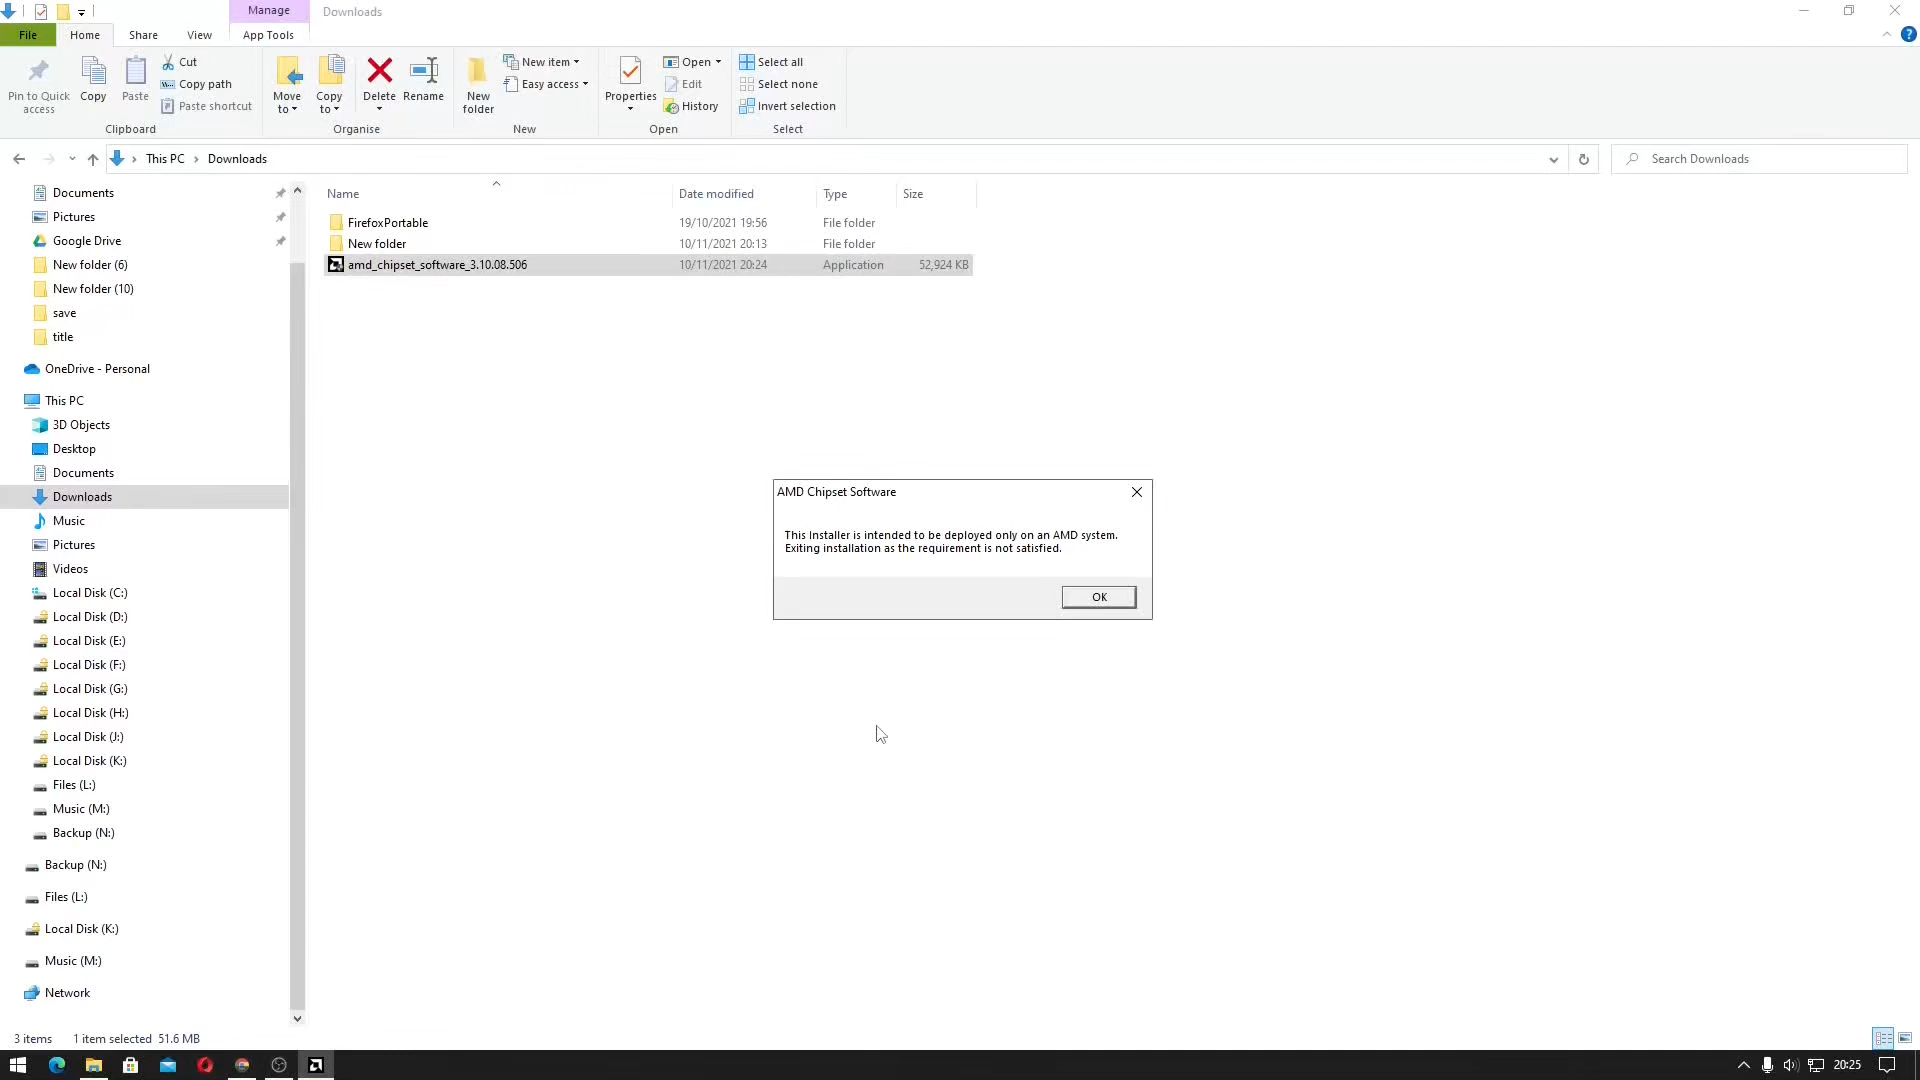 Manage
Downloads
File
Home
Share
View
App Tools
Pin to Quick access
Copy
Paste
Cut
Copy path
Paste shortcut
Clipboard
Move to
Copy to
Delete
Rename
Organise
New folder
New item
Easy access
New
Properties
Open
Edit
History
Open
Select all
Select none
Invert selection
Select
This PC
Downloads
Search Downloads
Documents
Pictures
Google Drive
New folder (6)
New folder (10)
save
title
OneDrive - Personal
This PC
3D Objects
Desktop
Documents
Downloads
Music
Pictures
Videos
Local Disk (C:)
Local Disk (D:)
Local Disk (E:)
Local Disk (F:)
Local Disk (G:)
Local Disk (H:)
Local Disk (J:)
Local Disk (K:)
Files (L:)
Music (M:)
Backup (N:)
Backup (N:)
Files (L:)
Local Disk (K:)
Music (M:)
Network
Name Date modified Type Size
FirefoxPortable 19/10/2021 19:56 File folder
New folder 10/11/2021 20:13 File folder
amd_chipset_software_3.10.08.506 10/11/2021 20:24 Application 52,924 KB
AMD Chipset Software
This Installer is intended to be deployed only on an AMD system.
Exiting installation as the requirement is not satisfied.
OK
3 items 1 item selected 51.6 MB
20:25